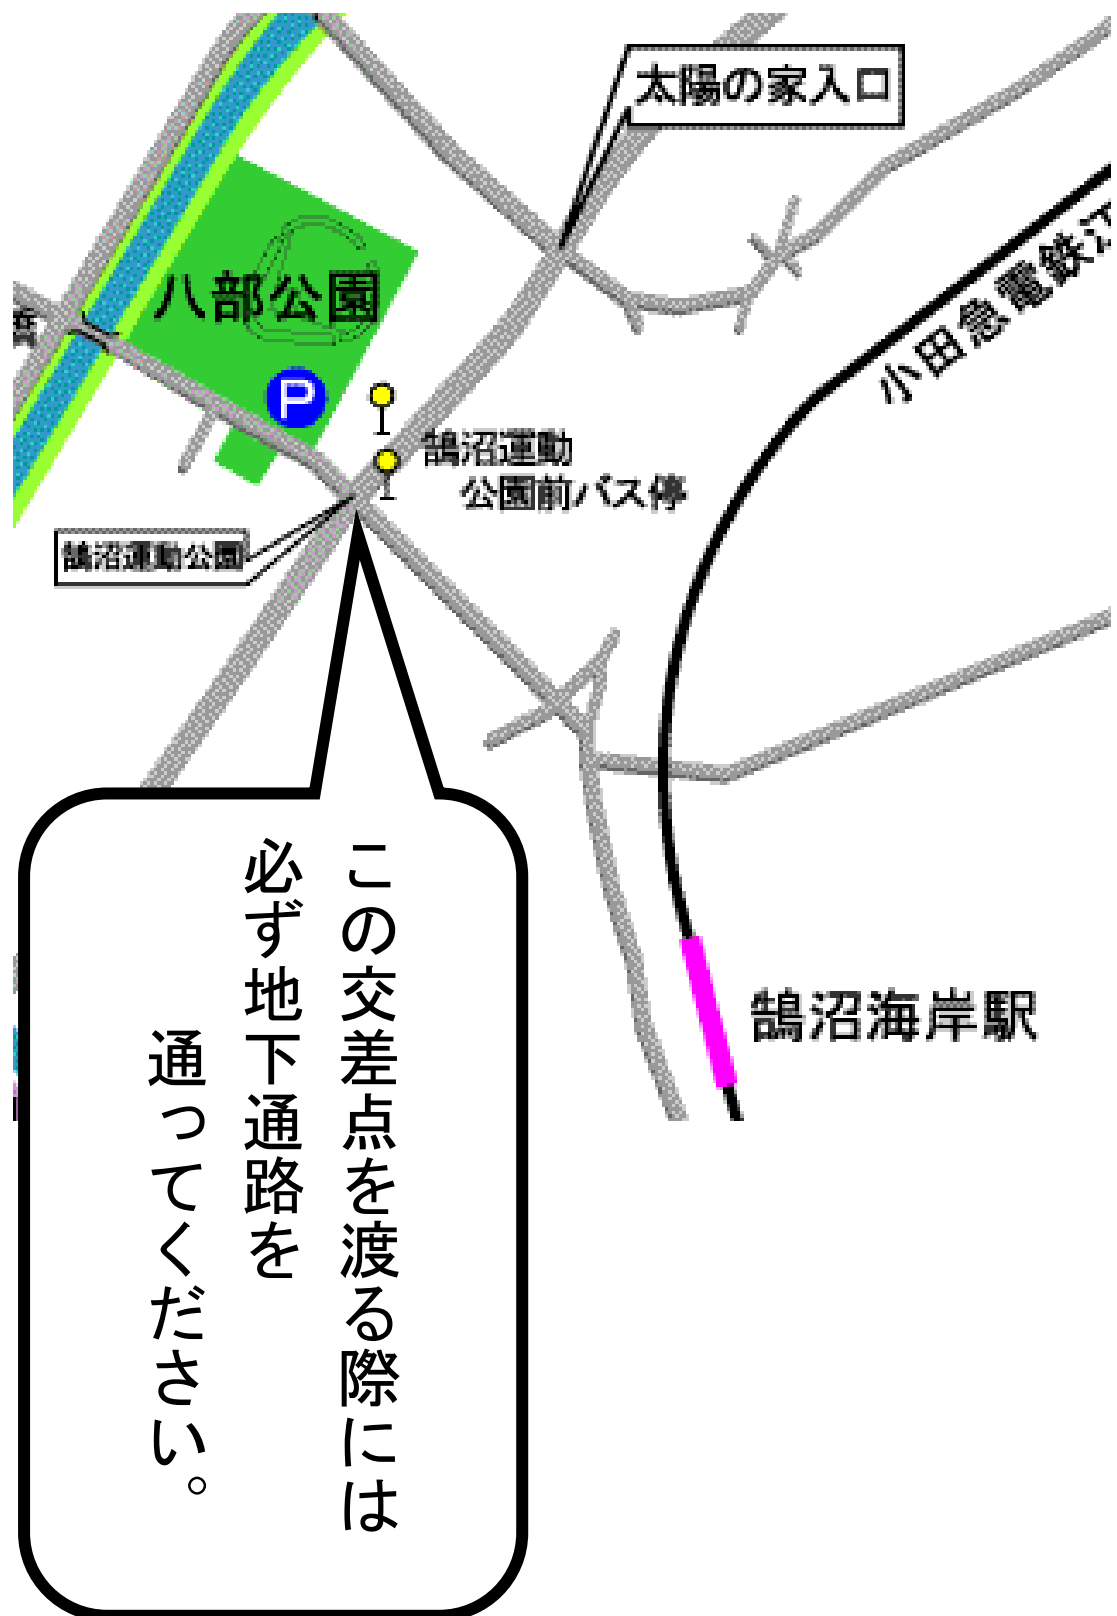 太陽の家入口
小田急電鉄江
八部公園
P
鵠沼運動
公園前バス停
鵠沼運動公園
この交差点を渡る際には
必ず地下通路を
通ってください。
鵠沼海岸駅